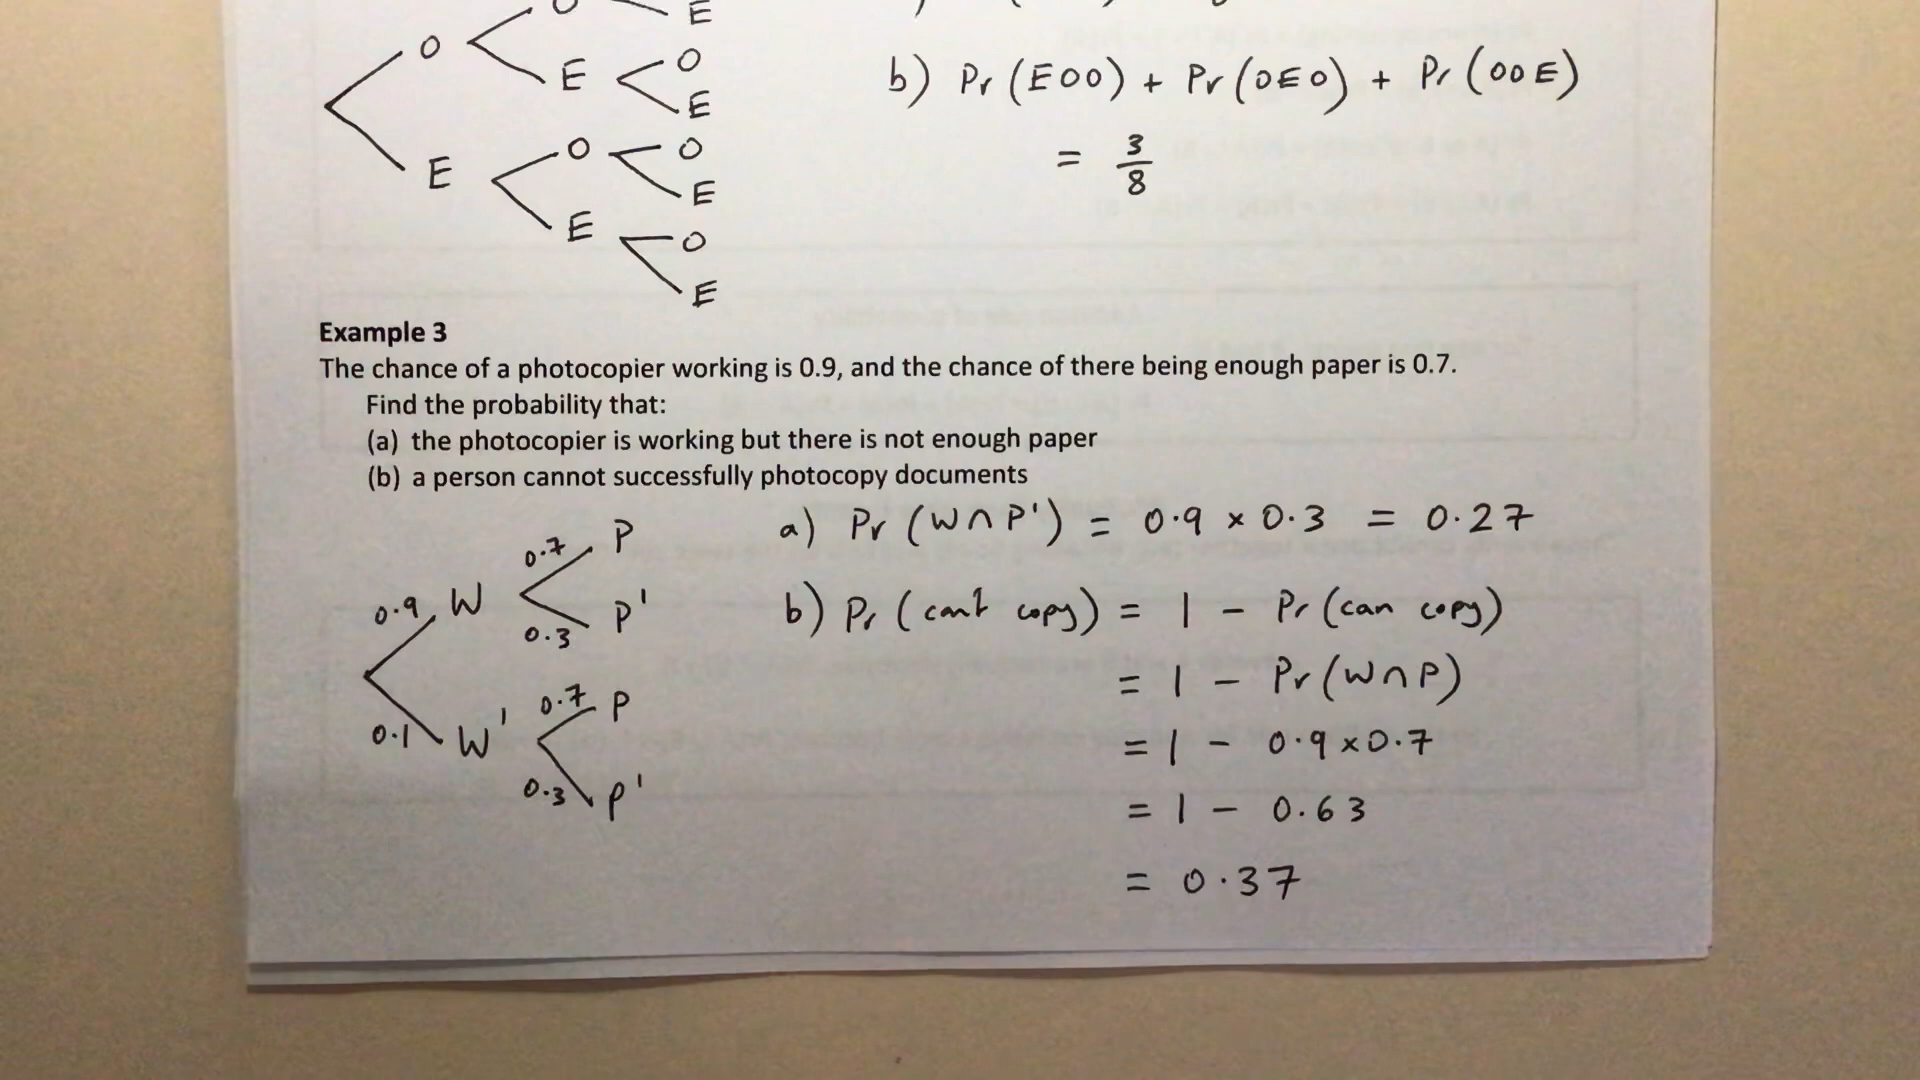 O E
O E O
E
b) Pr (EOO) + Pr (OEO) + Pr (OOE)
= 3/8
E O O
E
E O
E
Example 3
The chance of a photocopier working is 0.9, and the chance of there being enough paper is 0.7.
Find the probability that:
(a) the photocopier is working but there is not enough paper
(b) a person cannot successfully photocopy documents
0.9 W 0.7 P
0.3 P'
0.1 W' 0.7 P
0.3 P'
a) Pr (W∩P') = 0.9 × 0.3 = 0.27
b) Pr (cant copy) = 1 - Pr (can copy)
= 1 - Pr (W∩P)
= 1 - 0.9 × 0.7
= 1 - 0.63
= 0.37